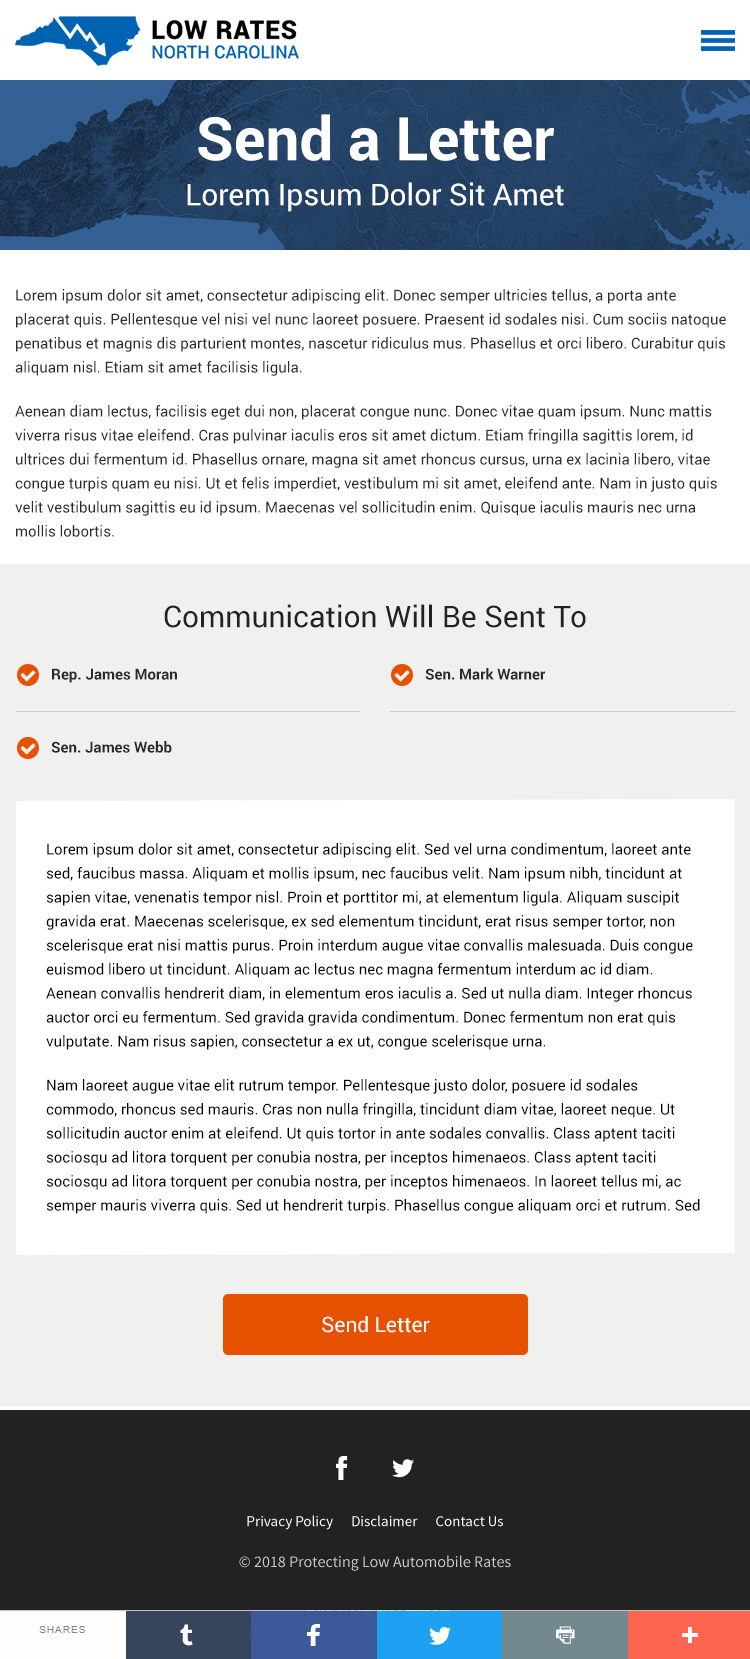 LOW RATES
NORTH CAROLINA
Send a Letter
Lorem Ipsum Dolor Sit Amet
Lorem ipsum dolor sit amet, consectetur adipiscing elit. Donec semper ultricies tellus, a porta ante
placerat quis. Pellentesque vel nisi vel nunc laoreet posuere. Praesent id sodales nisi. Cum sociis natoque
penatibus et magnis dis parturient montes, nascetur ridiculus mus. Phasellus et orci libero. Curabitur quis
aliquam nisl. Etiam sit amet facilisis ligula.
Aenean diam lectus, facilisis eget dui non, placerat congue nunc. Donec vitae quam ipsum. Nunc mattis
viverra risus vitae eleifend. Cras pulvinar iaculis eros sit amet dictum. Etiam fringilla sagittis lorem, id
ultrices dui fermentum id. Phasellus ornare, magna sit amet rhoncus cursus, urna ex lacinia libero, vitae
congue turpis quam eu nisi. Ut et felis imperdiet, vestibulum mi sit amet, eleifend ante. Nam in justo quis
velit vestibulum sagittis eu id ipsum. Maecenas vel sollicitudin enim. Quisque iaculis mauris nec urna
mollis lobortis.
Communication Will Be Sent To
Rep. James Moran
Sen. Mark Warner
Sen. James Webb
Lorem ipsum dolor sit amet, consectetur adipiscing elit. Sed vel urna condimentum, laoreet ante
sed, faucibus massa. Aliquam et mollis ipsum, nec faucibus velit. Nam ipsum nibh, tincidunt at
sapien vitae, venenatis tempor nisl. Proin et porttitor mi, at elementum ligula. Aliquam suscipit
gravida erat. Maecenas scelerisque, ex sed elementum tincidunt, erat risus semper tortor, non
scelerisque erat nisi mattis purus. Proin interdum augue vitae convallis malesuada. Duis congue
euismod libero ut tincidunt. Aliquam ac lectus nec magna fermentum interdum ac id diam.
Aenean convallis hendrerit diam, in elementum eros iaculis a. Sed ut nulla diam. Integer rhoncus
auctor orci eu fermentum. Sed gravida gravida condimentum. Donec fermentum non erat quis
vulputate. Nam risus sapien, consectetur a ex ut, congue scelerisque urna.
Nam laoreet augue vitae elit rutrum tempor. Pellentesque justo dolor, posuere id sodales
commodo, rhoncus sed mauris. Cras non nulla fringilla, tincidunt diam vitae, laoreet neque. Ut
sollicitudin auctor enim at eleifend. Ut quis tortor in ante sodales convallis. Class aptent taciti
sociosqu ad litora torquent per conubia nostra, per inceptos himenaeos. Class aptent taciti
sociosqu ad litora torquent per conubia nostra, per inceptos himenaeos. In laoreet tellus mi, ac
semper mauris viverra quis. Sed ut hendrerit turpis. Phasellus congue aliquam orci et rutrum. Sed
Send Letter
Privacy Policy Disclaimer Contact Us
© 2018 Protecting Low Automobile Rates
SHARES